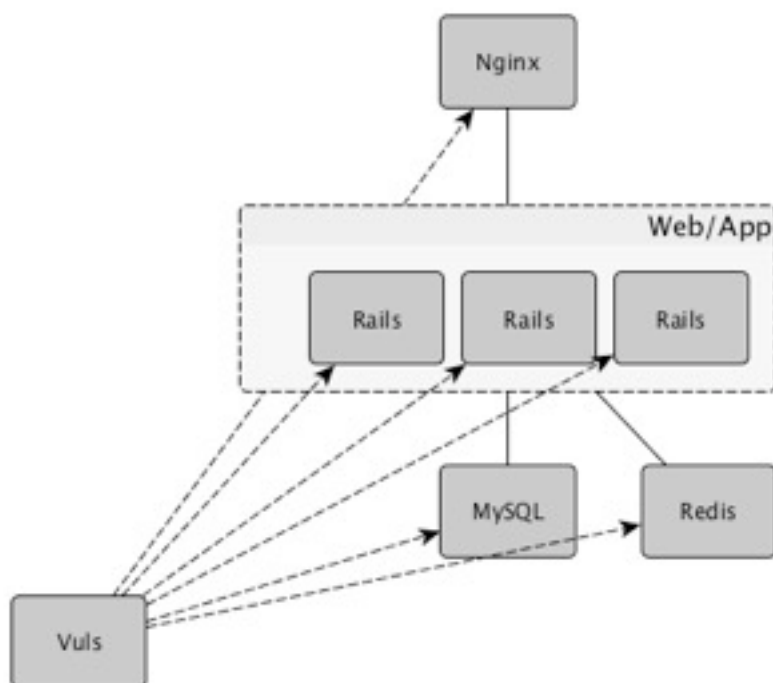 Nginx
Web/App
Rails
Rails
Rails
MySQL
Redis
Vuls